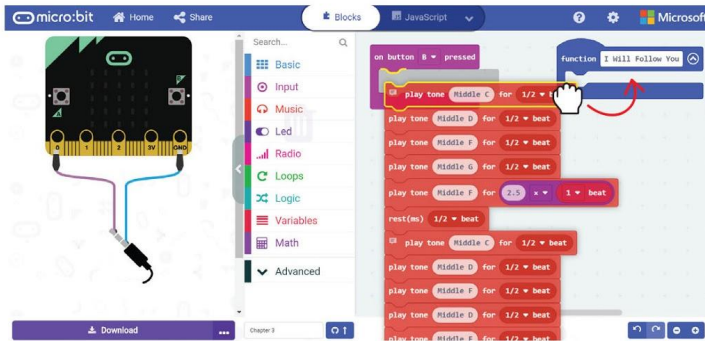 micro:bit
Home
Share
Blocks
JavaScript
?
Microsoft
Search...
Basic
Input
Music
Led
Radio
Loops
Logic
Variables
Math
Advanced
0 1 2 3V GND
A
B
on button B pressed
play tone Middle C for 1/2
play tone Middle D for 1/2 beat
play tone Middle F for 1/2 beat
play tone Middle G for 1/2 beat
play tone Middle F for 2.5 × 1 beat
rest(ms) 1/2 beat
play tone Middle C for 1/2 beat
play tone Middle D for 1/2 beat
play tone Middle F for 1/2 beat
play tone Middle D for 1/2 beat
play tone Middle F for 1/2 beat
function I Will Follow You
Download
Chapter 3